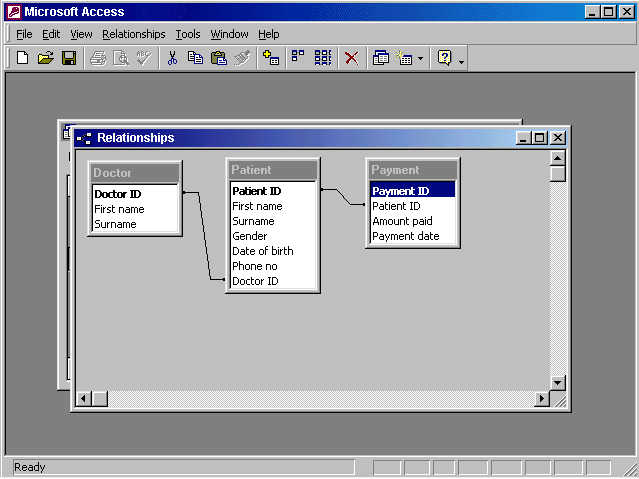 Microsoft Access
File Edit View Relationships Tools Window Help
Relationships
Doctor
Doctor ID
First name
Surname
Patient
Patient ID
First name
Surname
Gender
Date of birth
Phone no
Doctor ID
Payment
Payment ID
Patient ID
Amount paid
Payment date
Ready